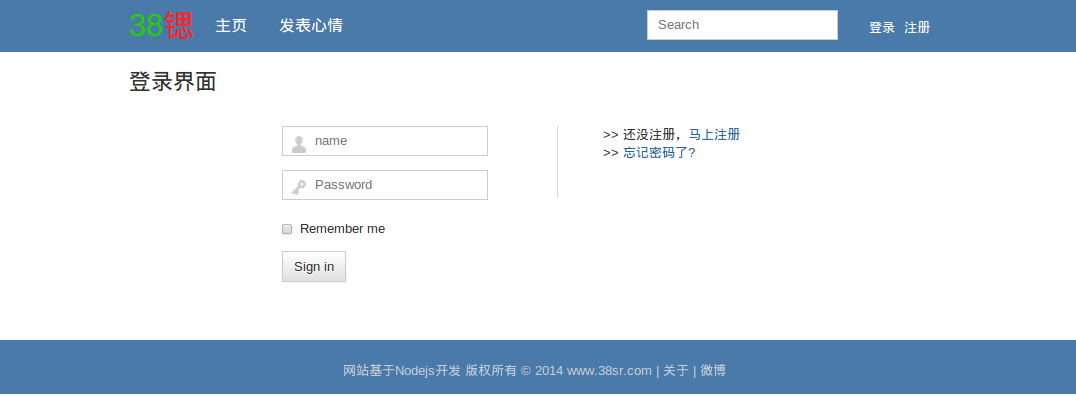 38锶 主页 发表心情 Search 登录 注册
登录界面
name
Password
Remember me
Sign in
>> 还没注册，马上注册
>> 忘记密码了?
网站基于Nodejs开发 版权所有 © 2014 www.38sr.com | 关于 | 微博